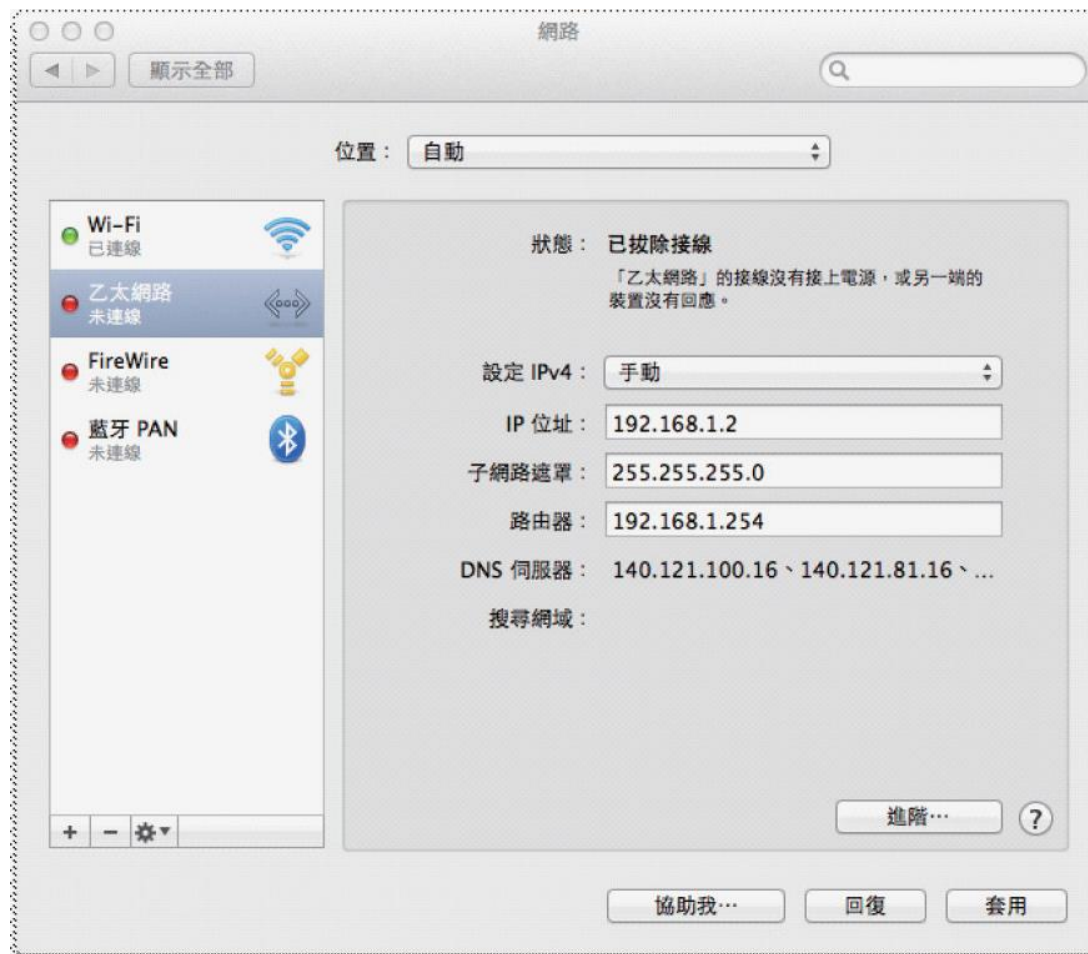 網路
顯示全部
位置： 自動
Wi-Fi
已連線
乙太網路
未連線
FireWire
未連線
藍牙 PAN
未連線
狀態： 已拔除接線
「乙太網路」的接線沒有接上電源，或另一端的
裝置沒有回應。
設定 IPv4： 手動
IP 位址： 192.168.1.2
子網路遮罩： 255.255.255.0
路由器： 192.168.1.254
DNS 伺服器： 140.121.100.16、140.121.81.16、...
搜尋網域：
進階…
?
協助我…
回復
套用